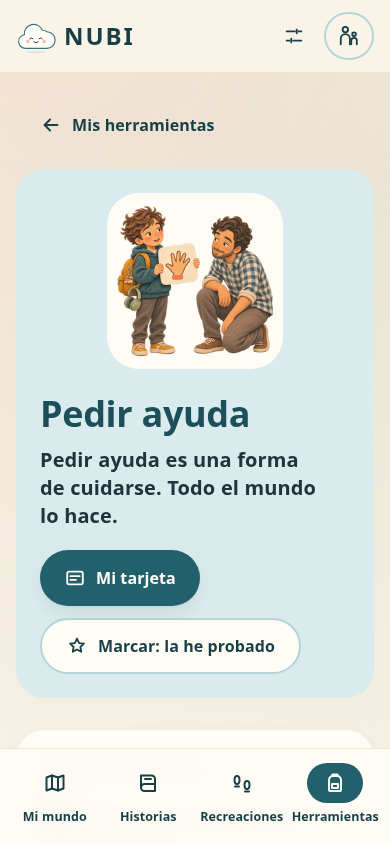 NUBI
Mis herramientas
Pedir ayuda
Pedir ayuda es una forma
de cuidarse. Todo el mundo
lo hace.
Mi tarjeta
Marcar: la he probado
Mi mundo
Historias
Recreaciones
Herramientas